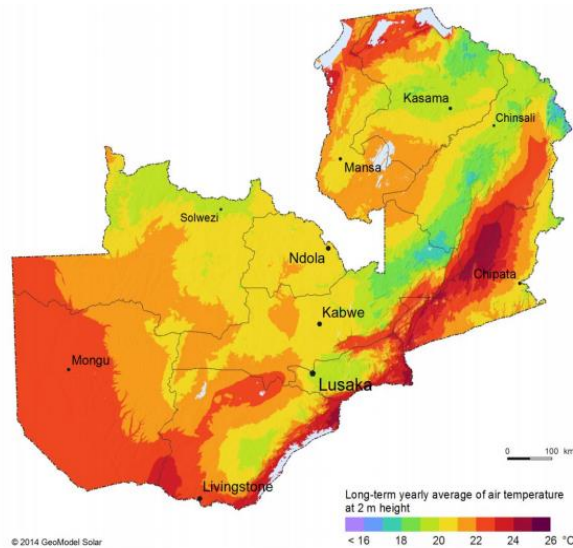 Kasama
Chinsali
Mansa
Solwezi
Ndola
Chipata
Kabwe
Mongu
Lusaka
Livingstone
0 100 km
Long-term yearly average of air temperature
at 2 m height
< 16 18 20 22 24 26 °C
© 2014 GeoModel Solar